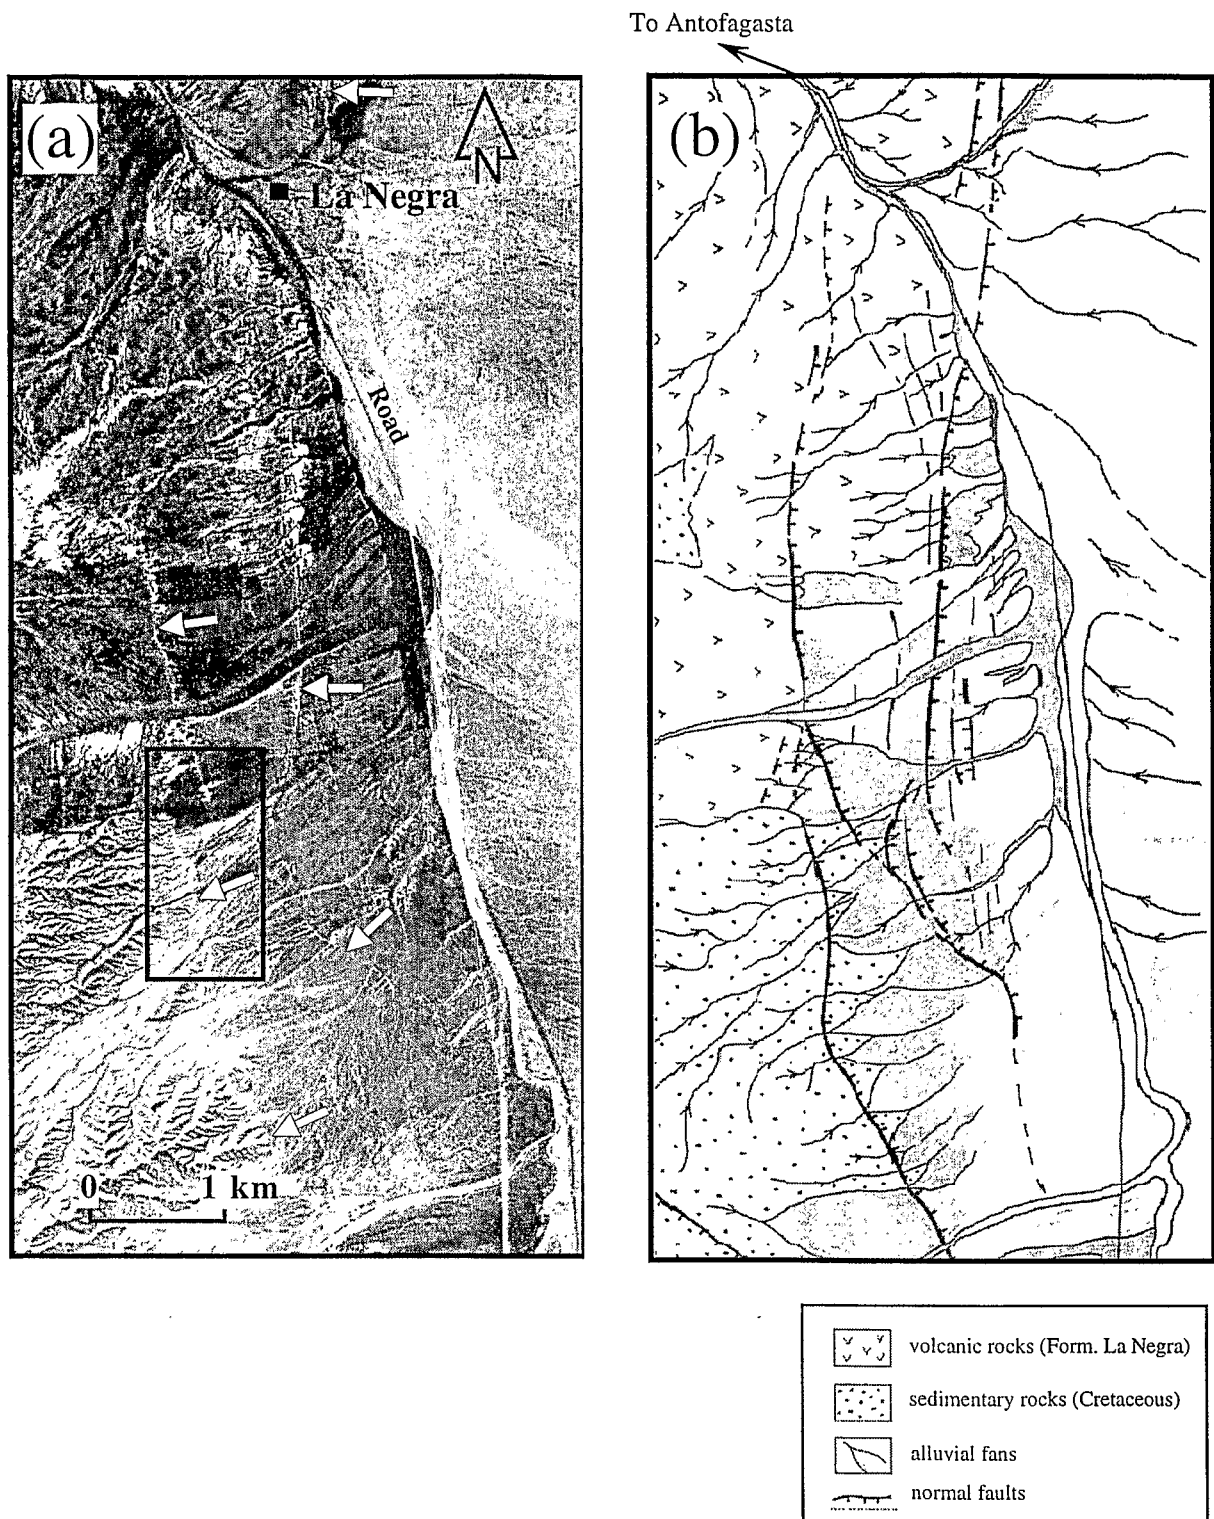 To Antofagasta
(a)
N
La Negra
Road
0 1 km
(b)
volcanic rocks (Form. La Negra)
sedimentary rocks (Cretaceous)
alluvial fans
normal faults